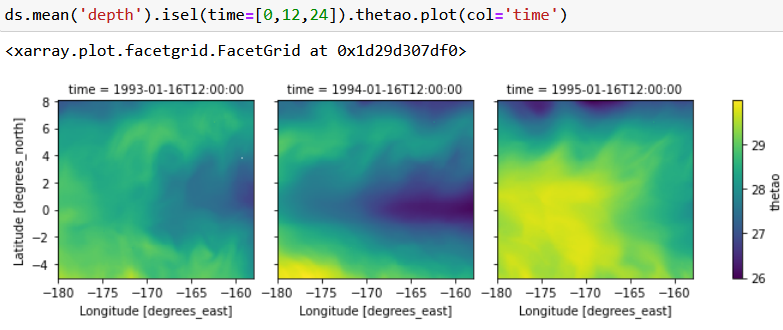 ds.mean('depth').isel(time=[0,12,24]).thetao.plot(col='time')
<xarray.plot.facetgrid.FacetGrid at 0x1d29d307df0>
time = 1993-01-16T12:00:00 time = 1994-01-16T12:00:00 time = 1995-01-16T12:00:00
Latitude [degrees_north]
8
6
4
2
0
−2
−4
−180 −175 −170 −165 −160 −180 −175 −170 −165 −160 −180 −175 −170 −165 −160
Longitude [degrees_east] Longitude [degrees_east] Longitude [degrees_east]
29
28
27
26
thetao